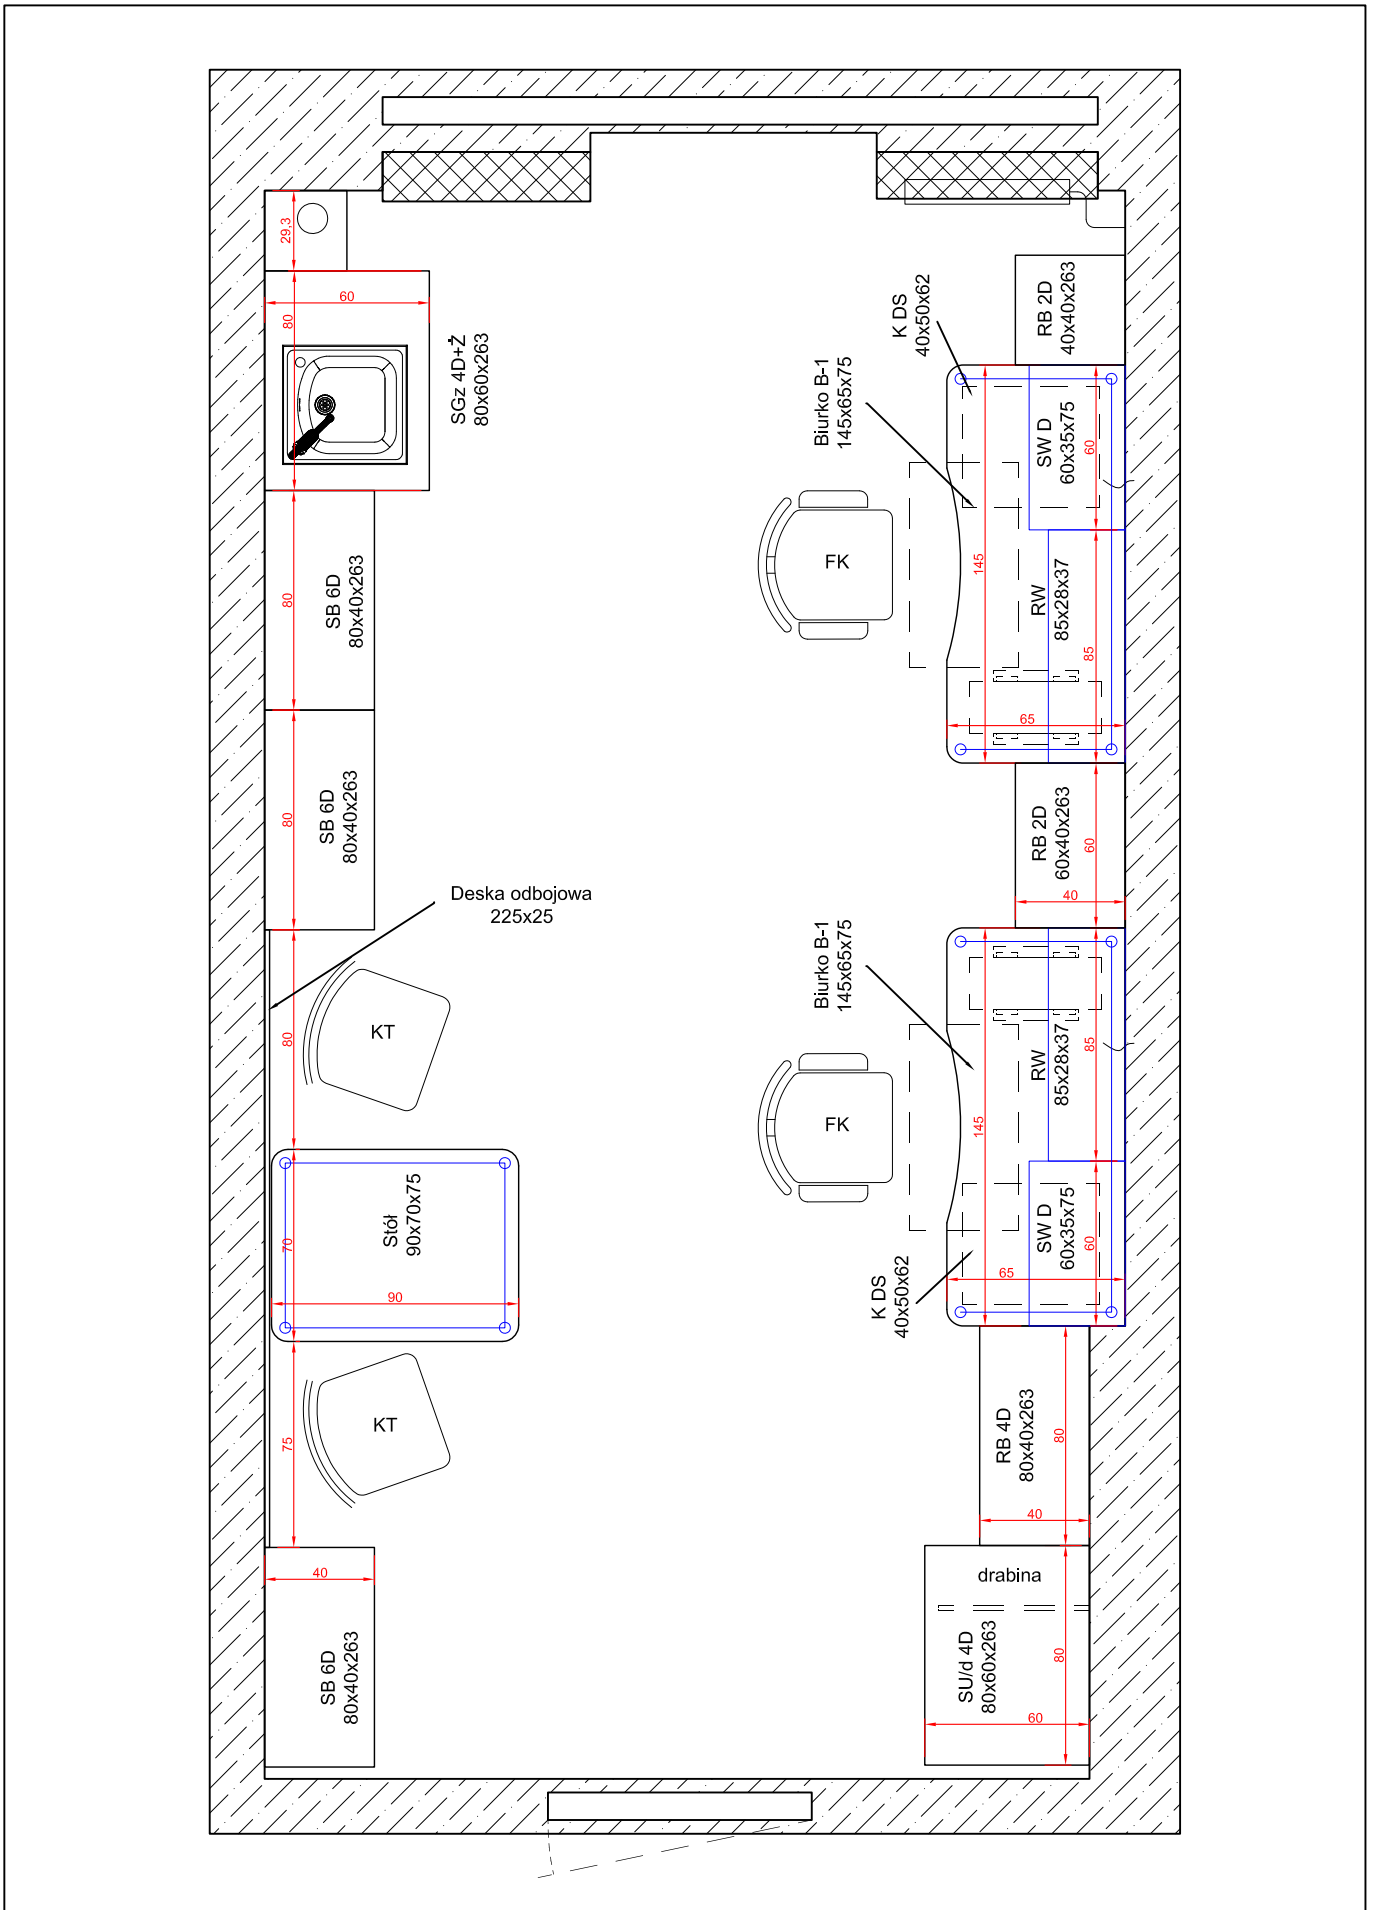 29,3
60
80
SGz 4D+Ż
80x60x263
80
SB 6D
80x40x263
80
SB 6D
80x40x263
Deska odbojowa
225x25
80
KT
Stół
90x70x75
70
90
KT
75
40
SB 6D
80x40x263
RB 2D
40x40x263
K DS
40x50x62
Biurko B-1
145x65x75
SW D
60x35x75
60
FK
145
RW
85x28x37
85
65
RB 2D
60x40x263
60
40
Biurko B-1
145x65x75
RW
85x28x37
85
FK
145
SW D
60x35x75
60
65
K DS
40x50x62
RB 4D
80x40x263
80
40
drabina
SU/d 4D
80x60x263
80
60